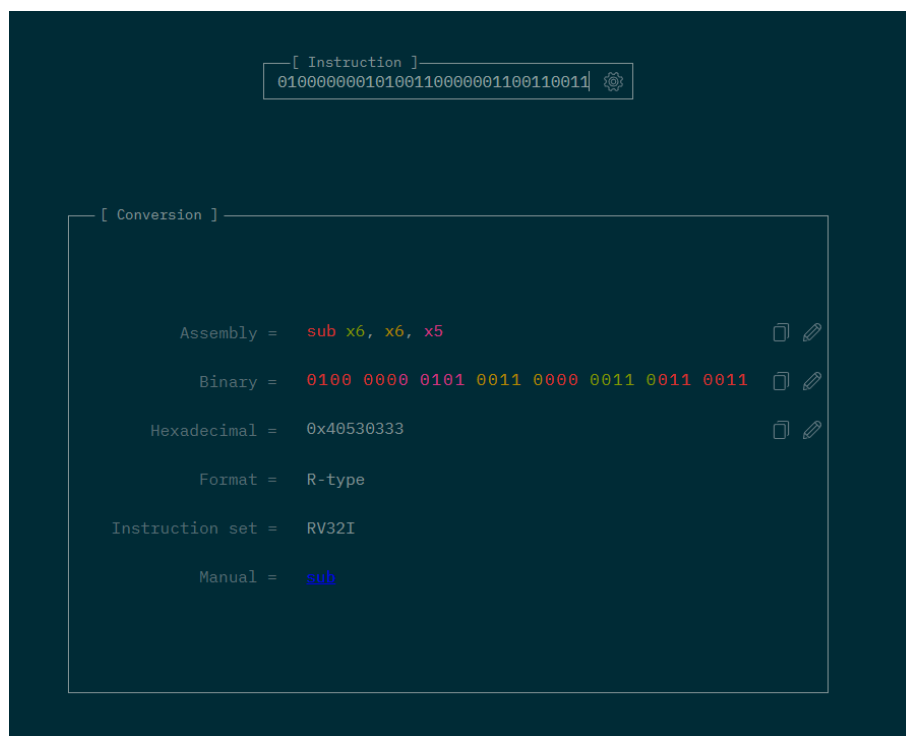 [ Instruction ]
01000000010100110000001100110011
[ Conversion ]
Assembly = sub x6, x6, x5
Binary = 0100 0000 0101 0011 0000 0011 0011 0011
Hexadecimal = 0x40530333
Format = R-type
Instruction set = RV32I
Manual = sub